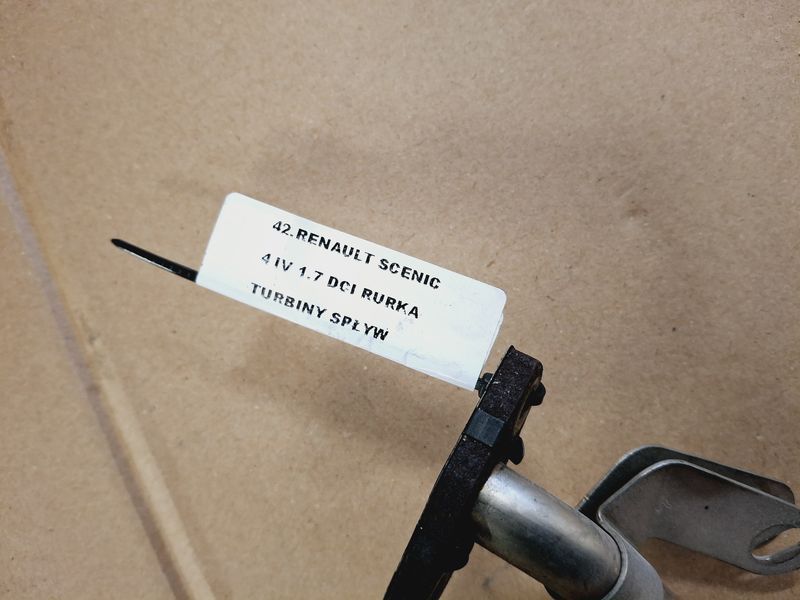 42.RENAULT SCENIC
4 IV 1.7 DCI RURKA
TURBINY SPŁYW